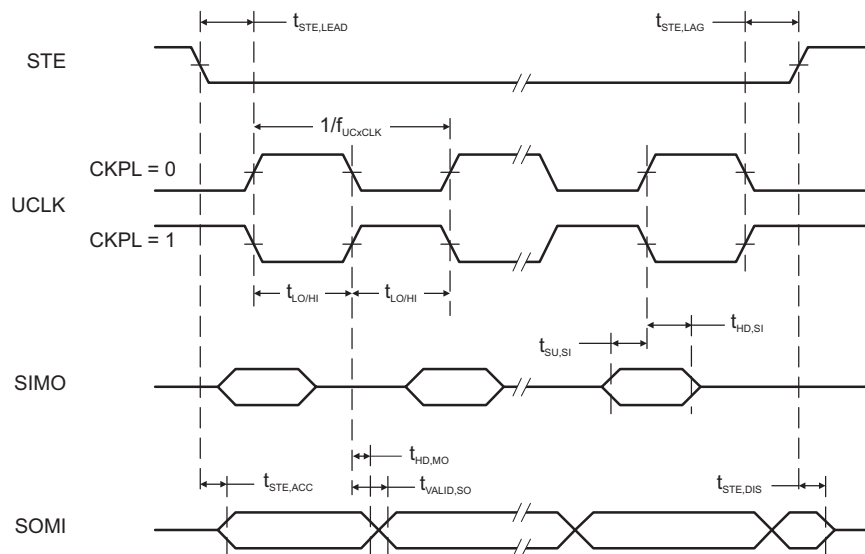 t_STE,LEAD
t_STE,LAG
STE
1/f_UCxCLK
CKPL = 0
UCLK
CKPL = 1
t_LO/HI
t_LO/HI
t_HD,SI
t_SU,SI
SIMO
t_HD,MO
t_STE,ACC
t_VALID,SO
t_STE,DIS
SOMI